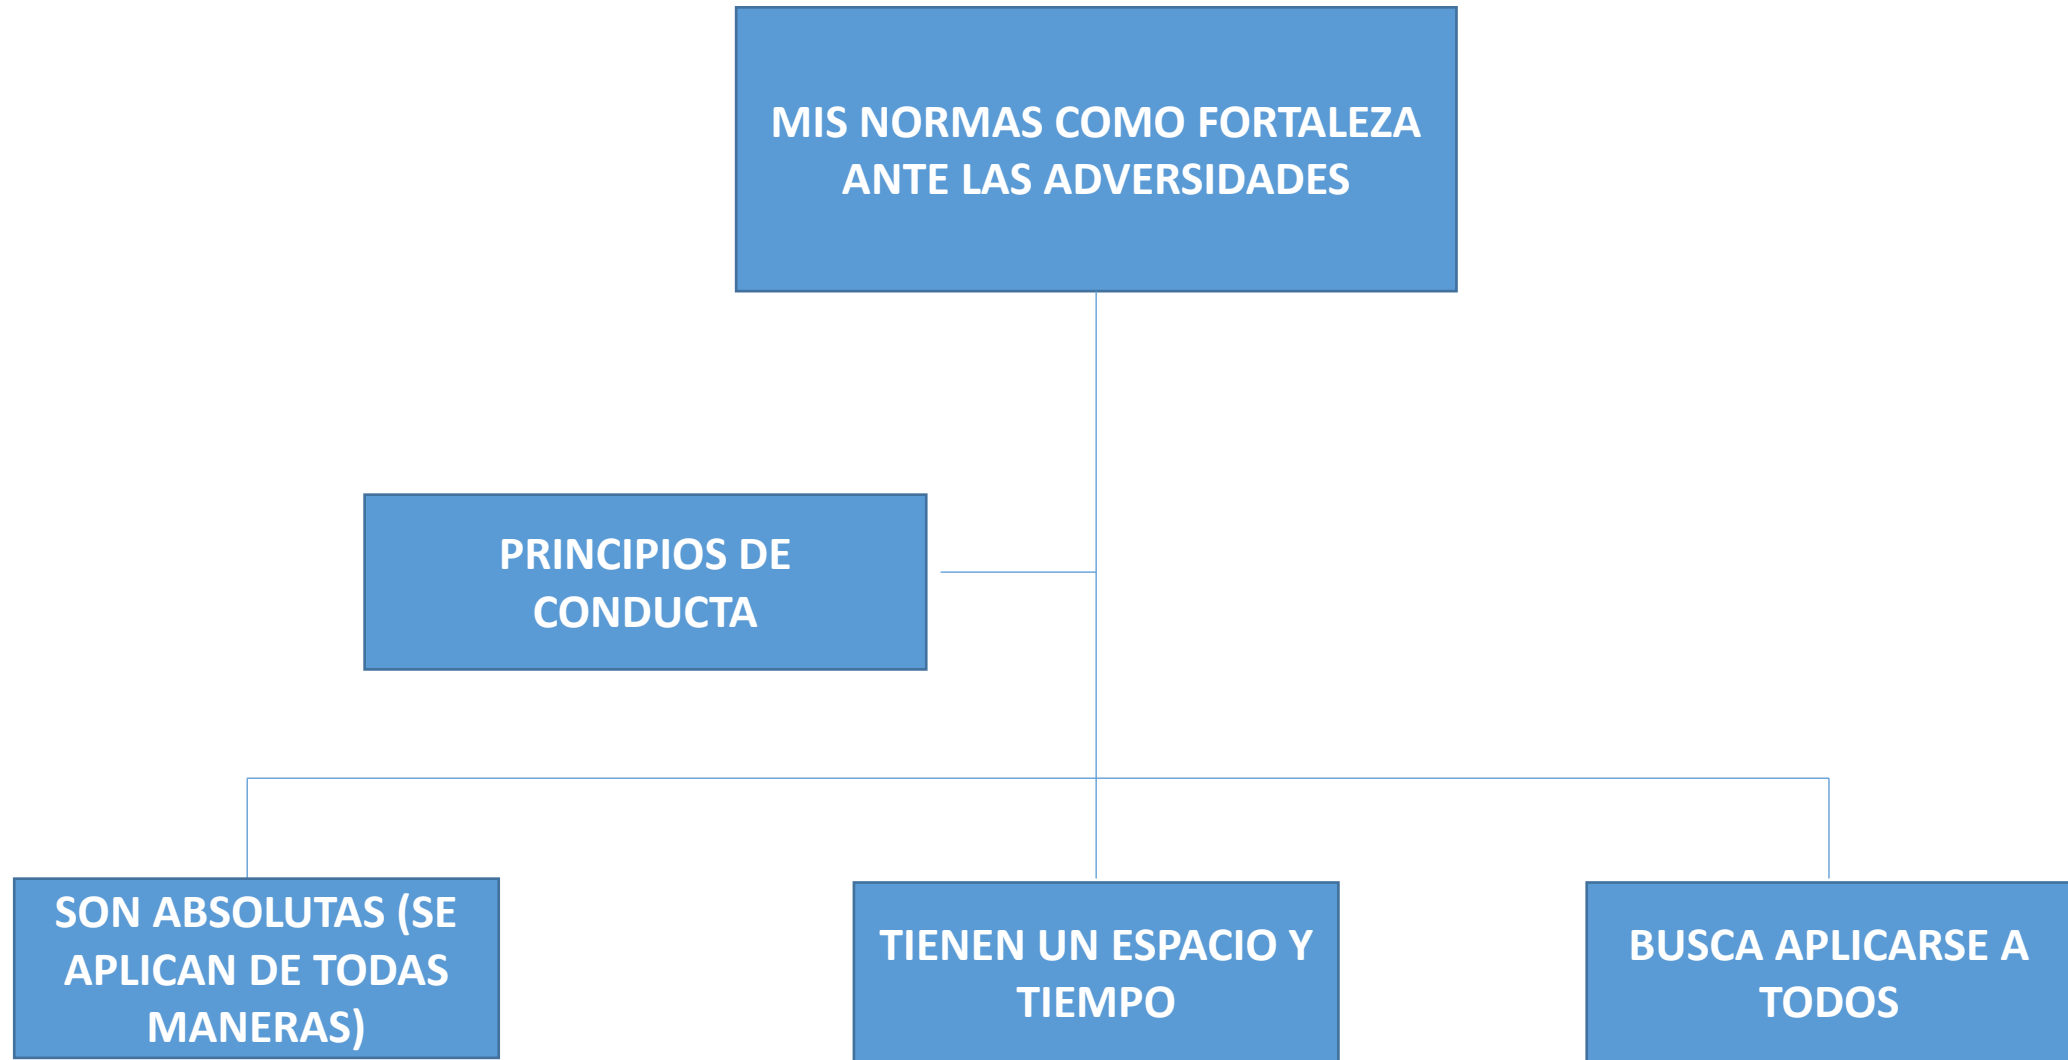 MIS NORMAS COMO FORTALEZA
ANTE LAS ADVERSIDADES
PRINCIPIOS DE
CONDUCTA
SON ABSOLUTAS (SE
APLICAN DE TODAS
MANERAS)
TIENEN UN ESPACIO Y
TIEMPO
BUSCA APLICARSE A
TODOS